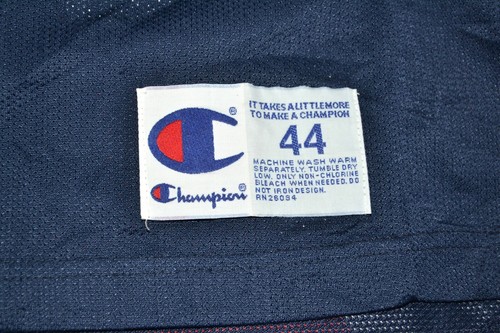 IT TAKES A LITTLE MORE
TO MAKE A CHAMPION
44
MACHINE WASH WARM
SEPARATELY. TUMBLE DRY
LOW. ONLY NON-CHLORINE
BLEACH WHEN NEEDED. DO
NOT IRON DESIGN.
RN26094
Champion®